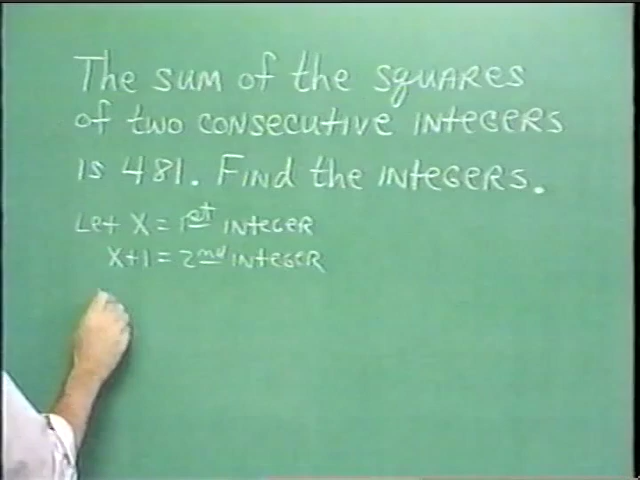 The sum of the squares
of two consecutive integers
is 481. Find the integers.
Let X = 1st integer
X+1 = 2nd integer